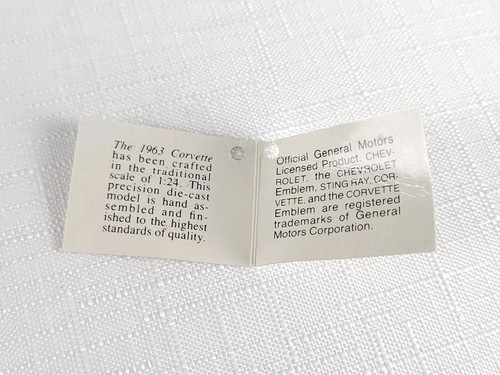 The 1963 Corvette
has been crafted
in the traditional
scale of 1:24. This
precision die-cast
model is hand as-
sembled and fin-
ished to the highest
standards of quality.
Official General Motors
Licensed Product. CHEV-
ROLET, the CHEVROLET
Emblem, STING RAY, COR-
VETTE, and the CORVETTE
Emblem are registered
trademarks of General
Motors Corporation.